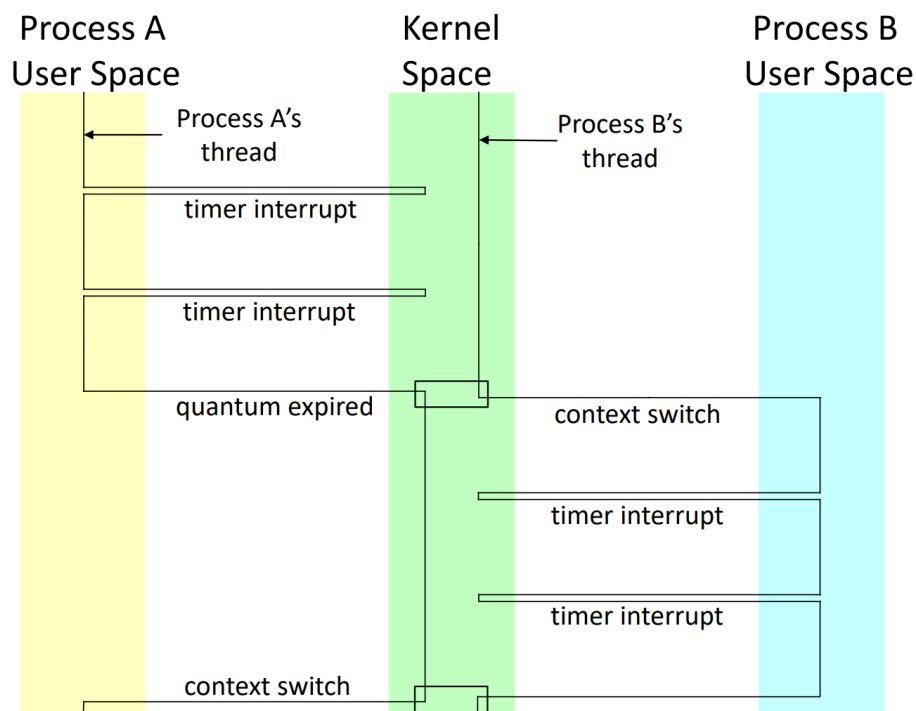 Process A
User Space
Kernel
Space
Process B
User Space
Process A's
thread
Process B's
thread
timer interrupt
timer interrupt
quantum expired
context switch
timer interrupt
timer interrupt
context switch